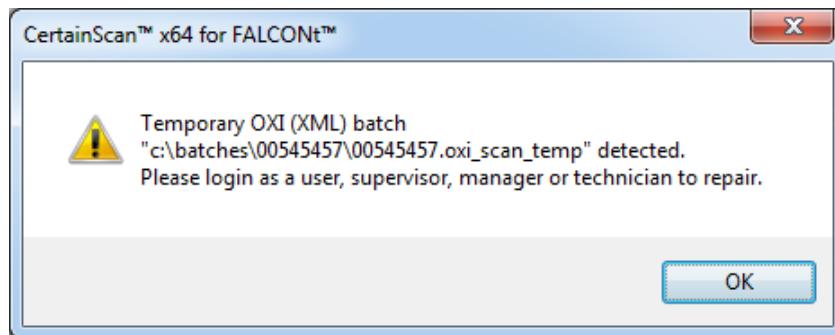 CertainScan™ x64 for FALCONt™
Temporary OXI (XML) batch
"c:\batches\00545457\00545457.oxi_scan_temp" detected.
Please login as a user, supervisor, manager or technician to repair.
OK